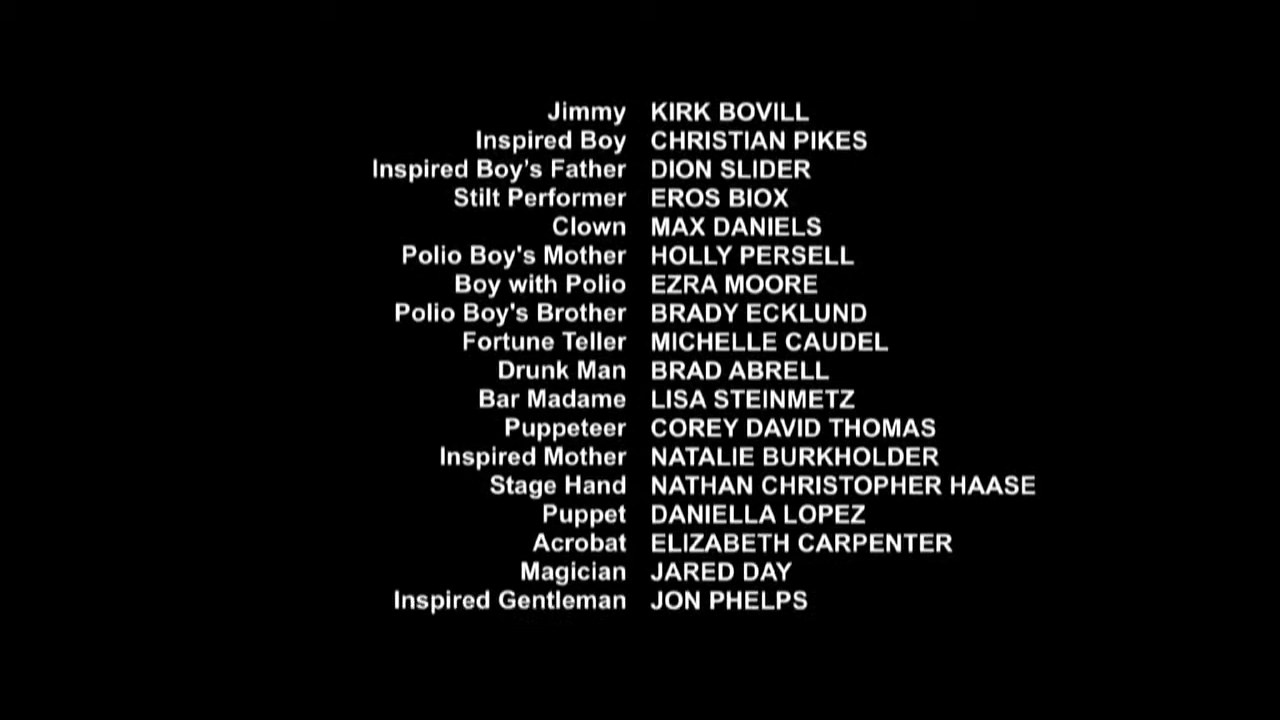 Jimmy KIRK BOVILL
Inspired Boy CHRISTIAN PIKES
Inspired Boy’s Father DION SLIDER
Stilt Performer EROS BIOX
Clown MAX DANIELS
Polio Boy's Mother HOLLY PERSELL
Boy with Polio EZRA MOORE
Polio Boy's Brother BRADY ECKLUND
Fortune Teller MICHELLE CAUDEL
Drunk Man BRAD ABRELL
Bar Madame LISA STEINMETZ
Puppeteer COREY DAVID THOMAS
Inspired Mother NATALIE BURKHOLDER
Stage Hand NATHAN CHRISTOPHER HAASE
Puppet DANIELLA LOPEZ
Acrobat ELIZABETH CARPENTER
Magician JARED DAY
Inspired Gentleman JON PHELPS